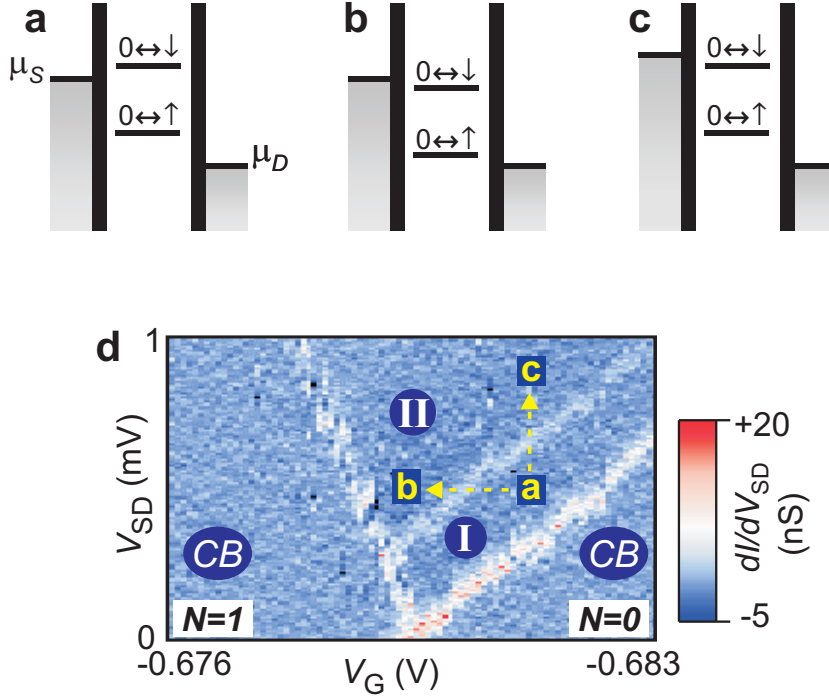 a
b
c
0↔↓
0↔↓
0↔↓
μS
0↔↑
0↔↑
0↔↑
μD
d
1
c
II
+20
VSD (mV)
b
a
dI/dVSD
(nS)
I
CB
CB
N=1
N=0
-5
0
-0.676
VG (V)
-0.683